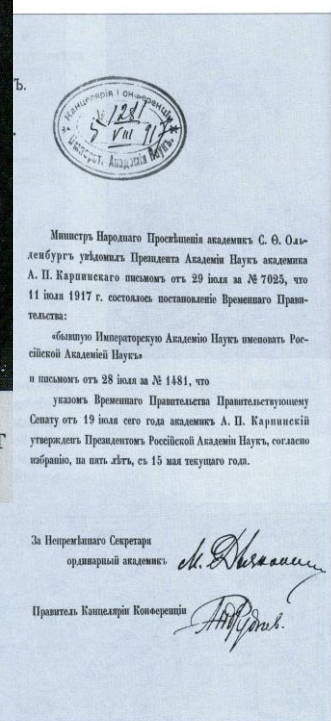 Ъ.
Канцелярія Конференціи
№ 1281
5 VIII 917
Императ. Академія Наукъ.
Министръ Народнаго Просвѣщенія академикъ С. Ѳ. Оль-
денбургъ увѣдомилъ Президента Академіи Наукъ академика
А. П. Карпинскаго письмомъ отъ 29 іюля за № 7025, что
11 іюля 1917 г. состоялось постановленіе Временнаго Прави-
тельства:
«бывшую Императорскую Академію Наукъ именовать Рос-
сійской Академіей Наукъ»
и письмомъ отъ 28 іюля за № 1481, что
указомъ Временнаго Правительства Правительствующему
Сенату отъ 19 іюля сего года академикъ А. П. Карпинскій
утвержденъ Президентомъ Россійской Академіи Наукъ, согласно
избранію, на пять лѣтъ, съ 15 мая текущаго года.
За Непремѣннаго Секретаря
ординарный академикъ М. Дьяконовъ
Правитель Канцеляріи Конференціи